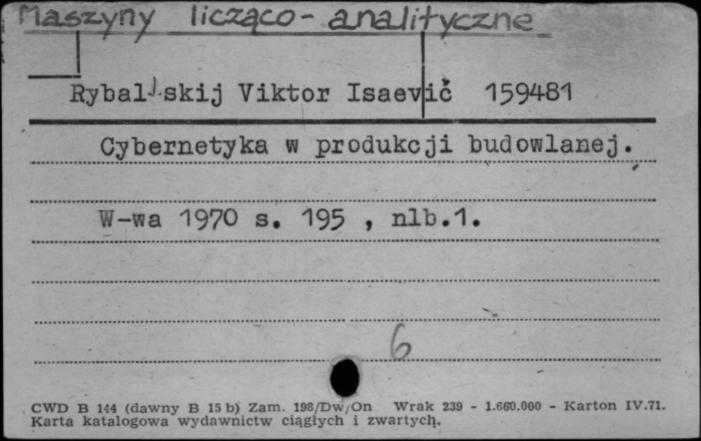 Maszyny licząco-analityczne
Rybal'skij Viktor Isaevič 159481
Cybernetyka w produkcji budowlanej.
W-wa 1970 s. 195 , nlb.1.
6
CWD B 144 (dawny B 15 b) Zam. 198/Dw/On Wrak 239 - 1.660.000 - Karton IV.71.
Karta katalogowa wydawnictw ciągłych i zwartych.